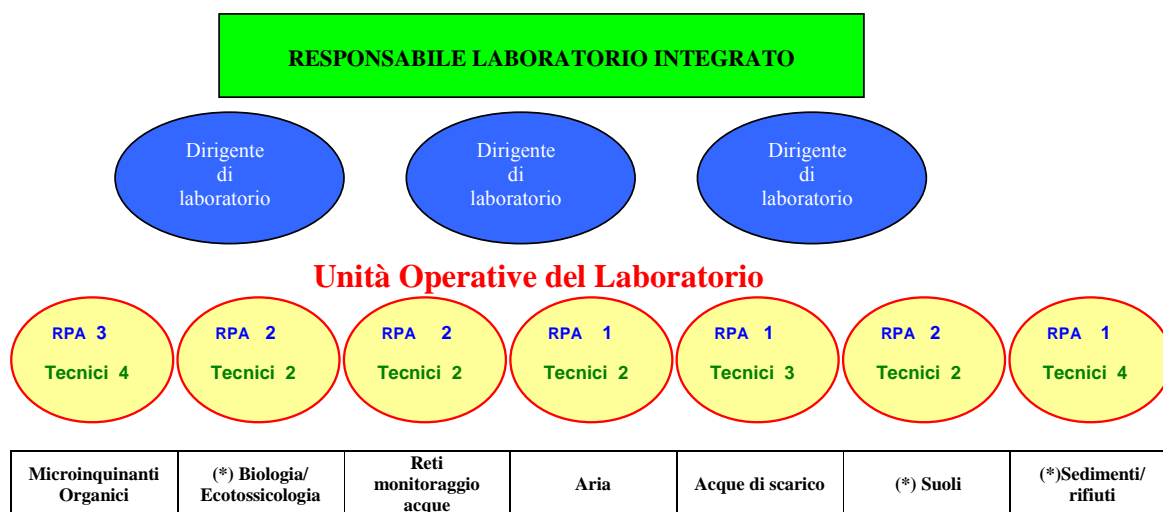 RESPONSABILE LABORATORIO INTEGRATO
Dirigente
di
laboratorio
Dirigente
di
laboratorio
Dirigente
di
laboratorio
Unità Operative del Laboratorio
RPA 3
Tecnici 4
RPA 2
Tecnici 2
RPA 2
Tecnici 2
RPA 1
Tecnici 2
RPA 1
Tecnici 3
RPA 2
Tecnici 2
RPA 1
Tecnici 4
Microinquinanti
Organici
(*) Biologia/
Ecotossicologia
Reti
monitoraggio
acque
Aria
Acque di scarico
(*) Suoli
(*)Sedimenti/
rifiuti